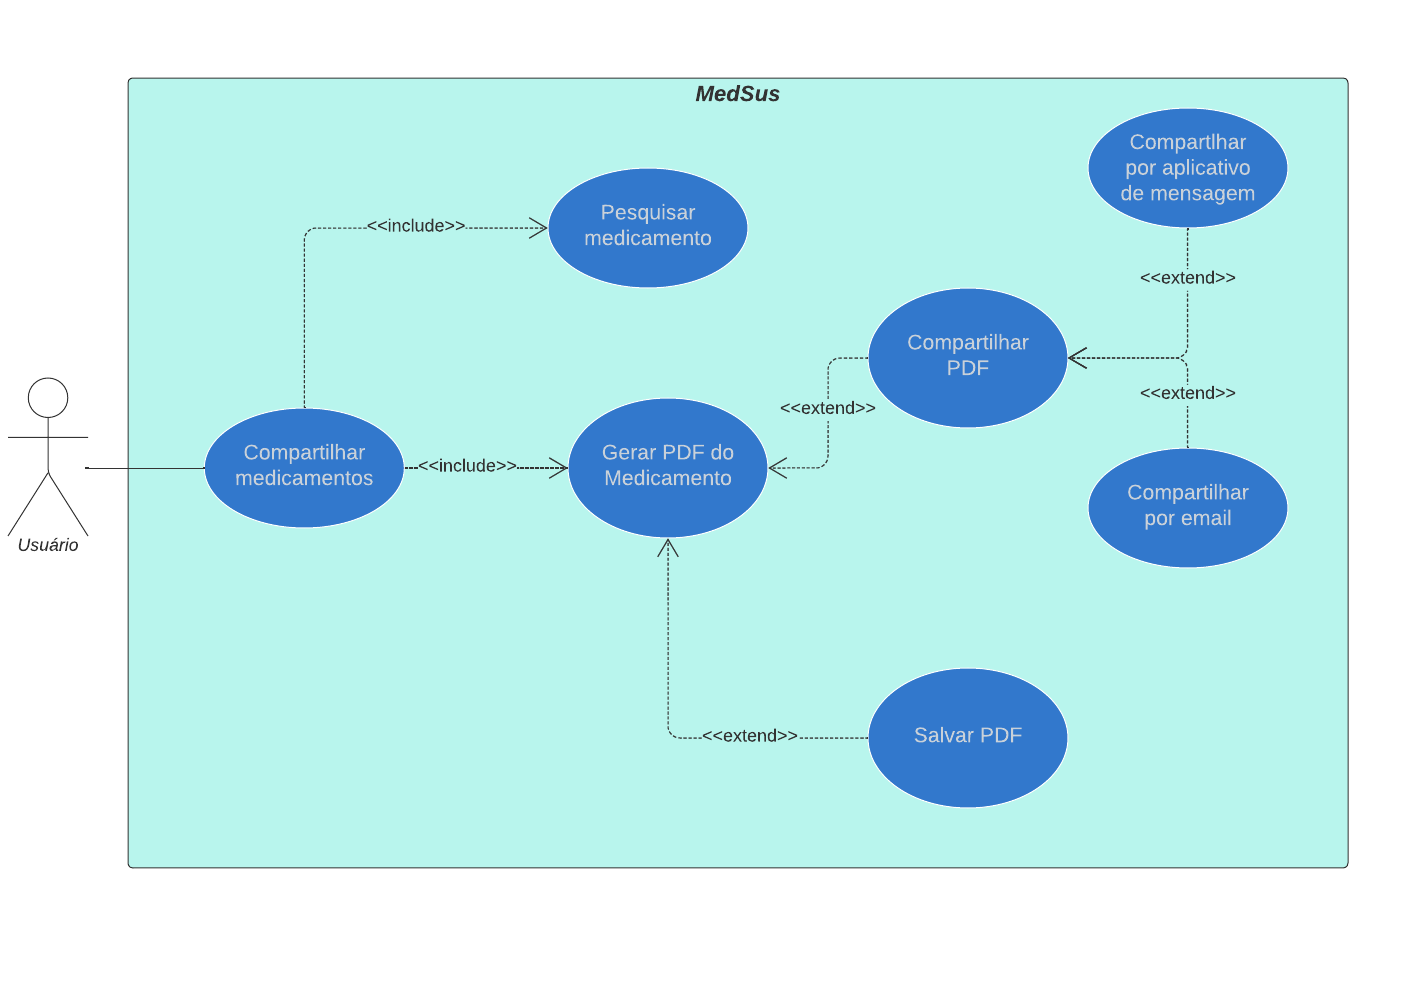 MedSus
Compartlhar
por aplicativo
de mensagem
Pesquisar
medicamento
<<include>>
<<extend>>
Compartilhar
PDF
<<extend>>
<<extend>>
Compartilhar
medicamentos
<<include>>
Gerar PDF do
Medicamento
Compartilhar
por email
Usuário
<<extend>>
Salvar PDF